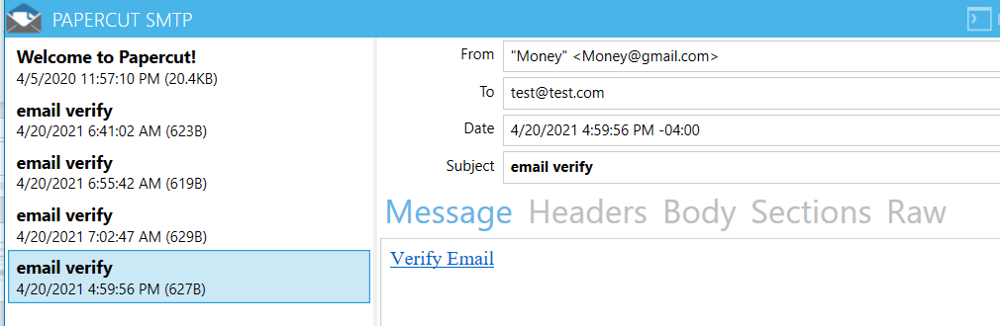 PAPERCUT SMTP
Welcome to Papercut!
4/5/2020 11:57:10 PM (20.4KB)
email verify
4/20/2021 6:41:02 AM (623B)
email verify
4/20/2021 6:55:42 AM (619B)
email verify
4/20/2021 7:02:47 AM (629B)
email verify
4/20/2021 4:59:56 PM (627B)
From "Money" <Money@gmail.com>
To test@test.com
Date 4/20/2021 4:59:56 PM -04:00
Subject email verify
Message Headers Body Sections Raw
Verify Email